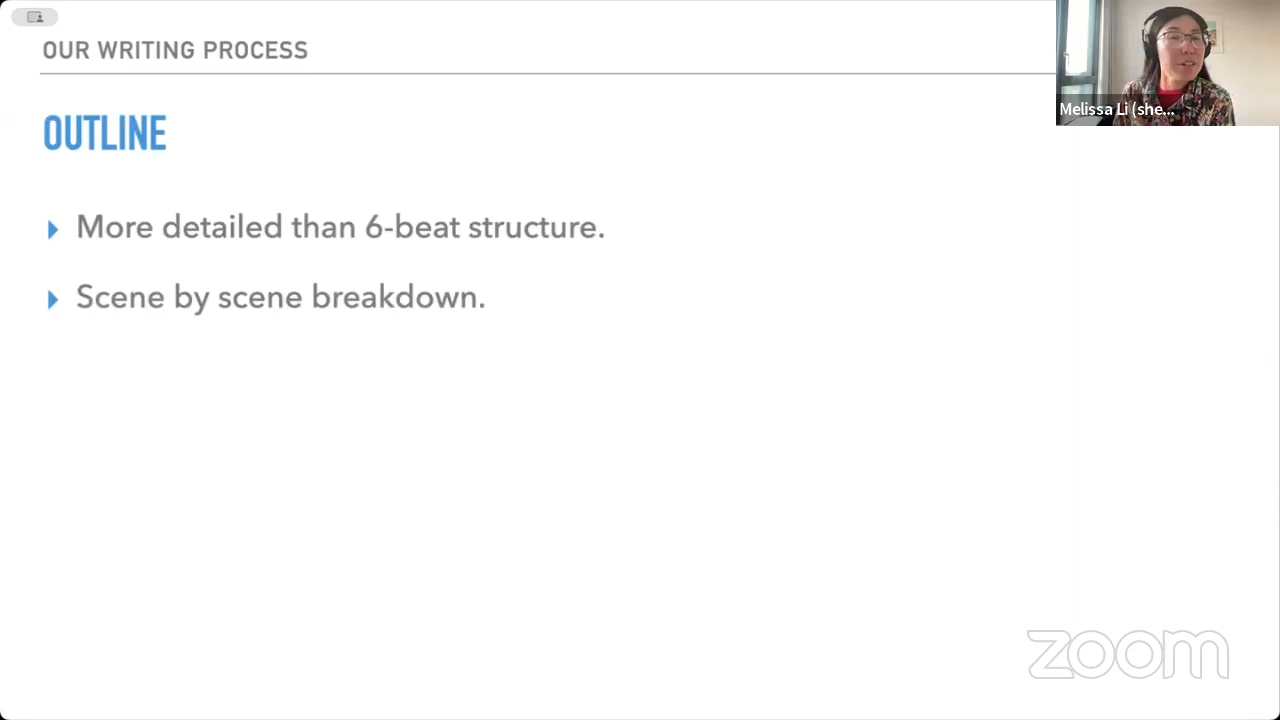 OUR WRITING PROCESS
OUTLINE
More detailed than 6-beat structure.
Scene by scene breakdown.
Melissa Li (she...
zoom